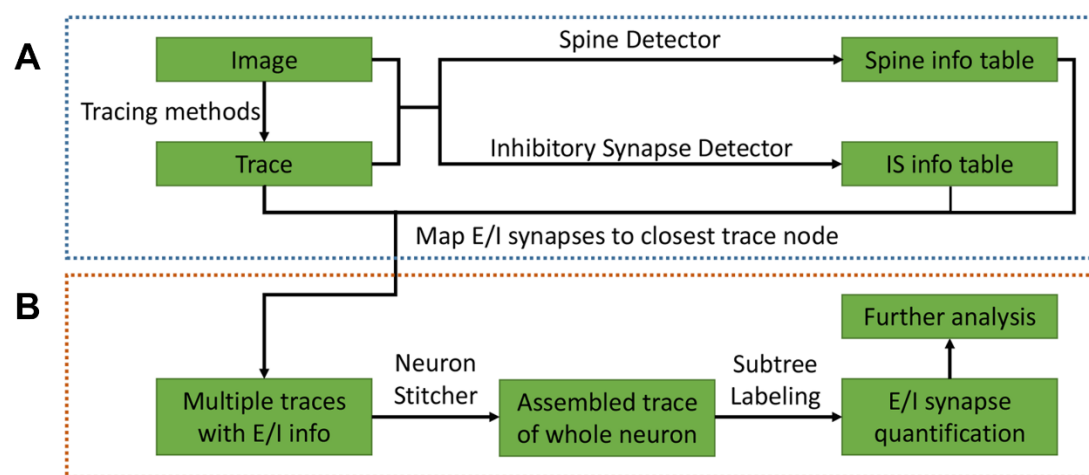 A
Image
Spine Detector
Spine info table
Tracing methods
Trace
Inhibitory Synapse Detector
IS info table
Map E/I synapses to closest trace node
B
Further analysis
Neuron
Stitcher
Subtree
Labeling
Multiple traces
with E/I info
Assembled trace
of whole neuron
E/I synapse
quantification